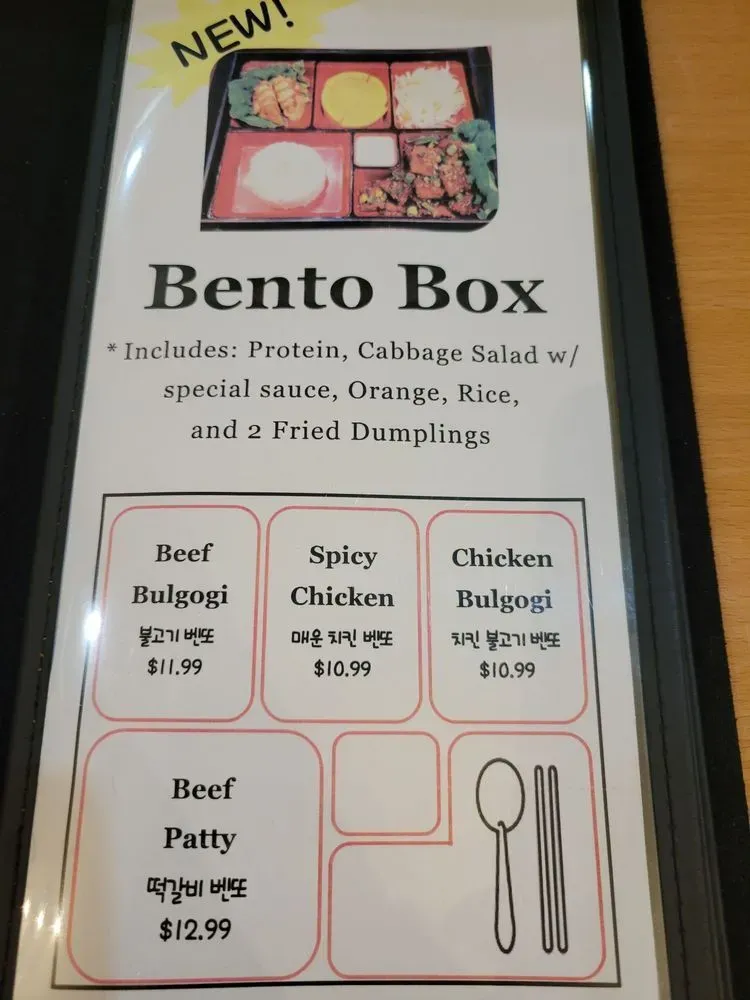 NEW!
Bento Box
* Includes: Protein, Cabbage Salad w/
special sauce, Orange, Rice,
and 2 Fried Dumplings
Beef
Bulgogi
불고기 벤또
$11.99
Spicy
Chicken
매운 치킨 벤또
$10.99
Chicken
Bulgogi
치킨 불고기 벤또
$10.99
Beef
Patty
떡갈비 벤또
$12.99